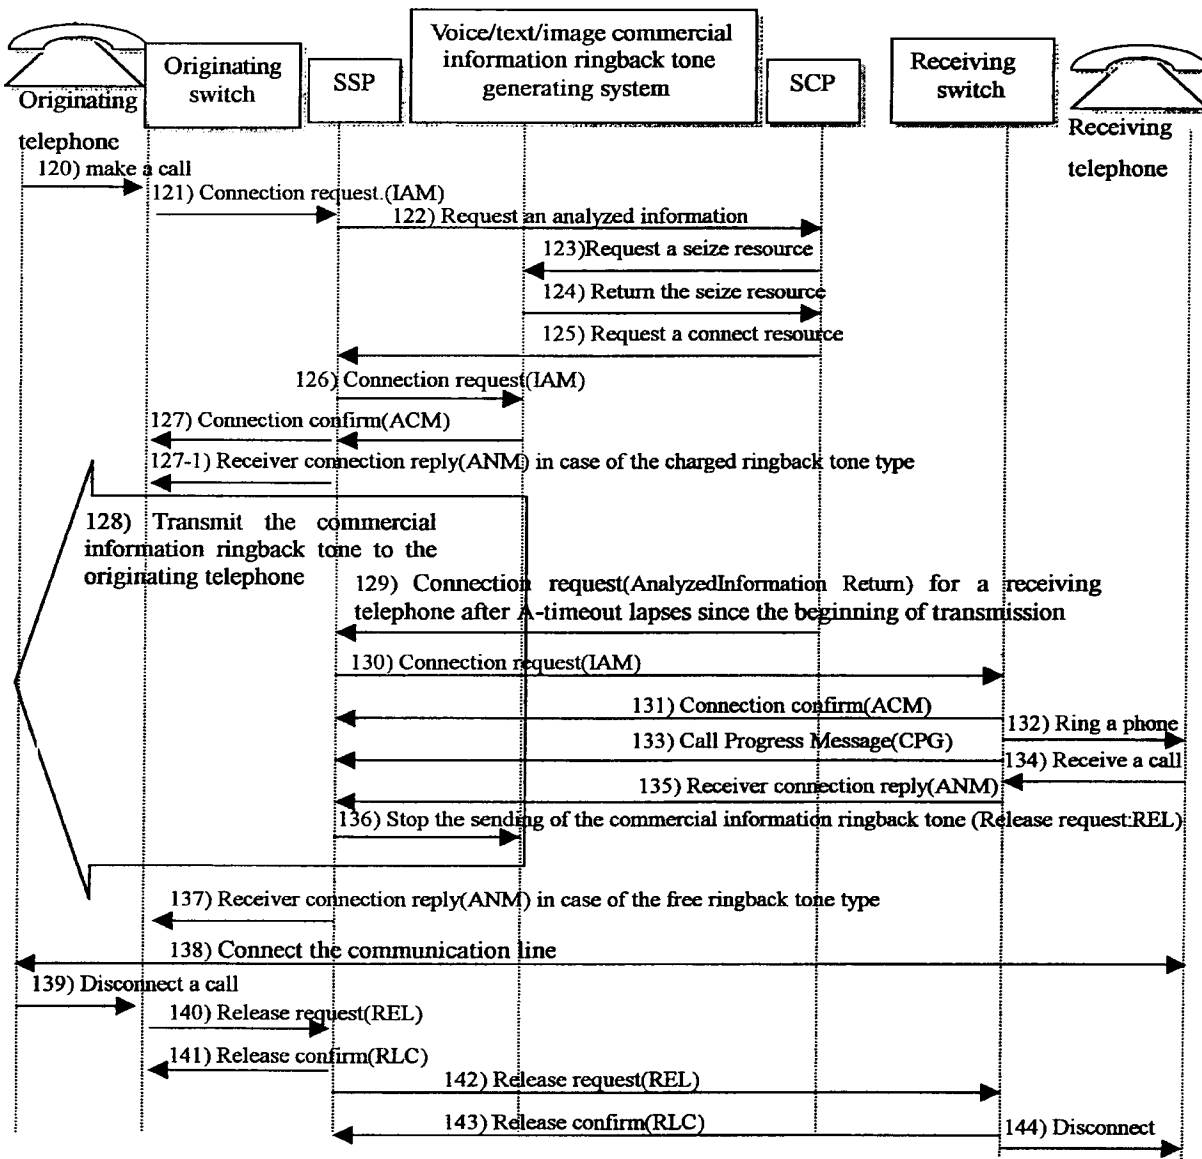 Voice/text/image commercial
information ringback tone
generating system
Originating
switch
SSP
SCP
Receiving
switch
Originating
telephone
Receiving
telephone
120) make a call
121) Connection request.(IAM)
122) Request an analyzed information
123)Request a seize resource
124) Return the seize resource
125) Request a connect resource
126) Connection request(IAM)
127) Connection confirm(ACM)
127-1) Receiver connection reply(ANM) in case of the charged ringback tone type
128) Transmit the commercial
information ringback tone to the
originating telephone
129) Connection request(AnalyzedInformation Return) for a receiving
telephone after A-timeout lapses since the beginning of transmission
130) Connection request(IAM)
131) Connection confirm(ACM)
132) Ring a phone
133) Call Progress Message(CPG)
134) Receive a call
135) Receiver connection reply(ANM)
136) Stop the sending of the commercial information ringback tone (Release request:REL)
137) Receiver connection reply(ANM) in case of the free ringback tone type
138) Connect the communication line
139) Disconnect a call
140) Release request(REL)
141) Release confirm(RLC)
142) Release request(REL)
143) Release confirm(RLC)
144) Disconnect